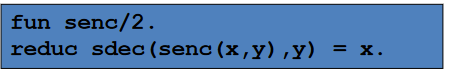 fun senc/2.
reduc sdec(senc(x,y),y) = x.